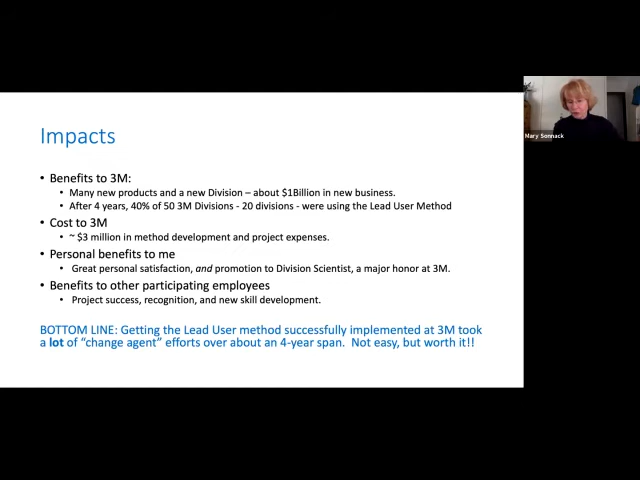 Impacts
• Benefits to 3M:
• Many new products and a new Division – about $1Billion in new business.
• After 4 years, 40% of 50 3M Divisions - 20 divisions - were using the Lead User Method
• Cost to 3M
• ~ $3 million in method development and project expenses.
• Personal benefits to me
• Great personal satisfaction, and promotion to Division Scientist, a major honor at 3M.
• Benefits to other participating employees
• Project success, recognition, and new skill development.
BOTTOM LINE: Getting the Lead User method successfully implemented at 3M took
a lot of “change agent” efforts over about an 4-year span. Not easy, but worth it!!
Mary Sonnack